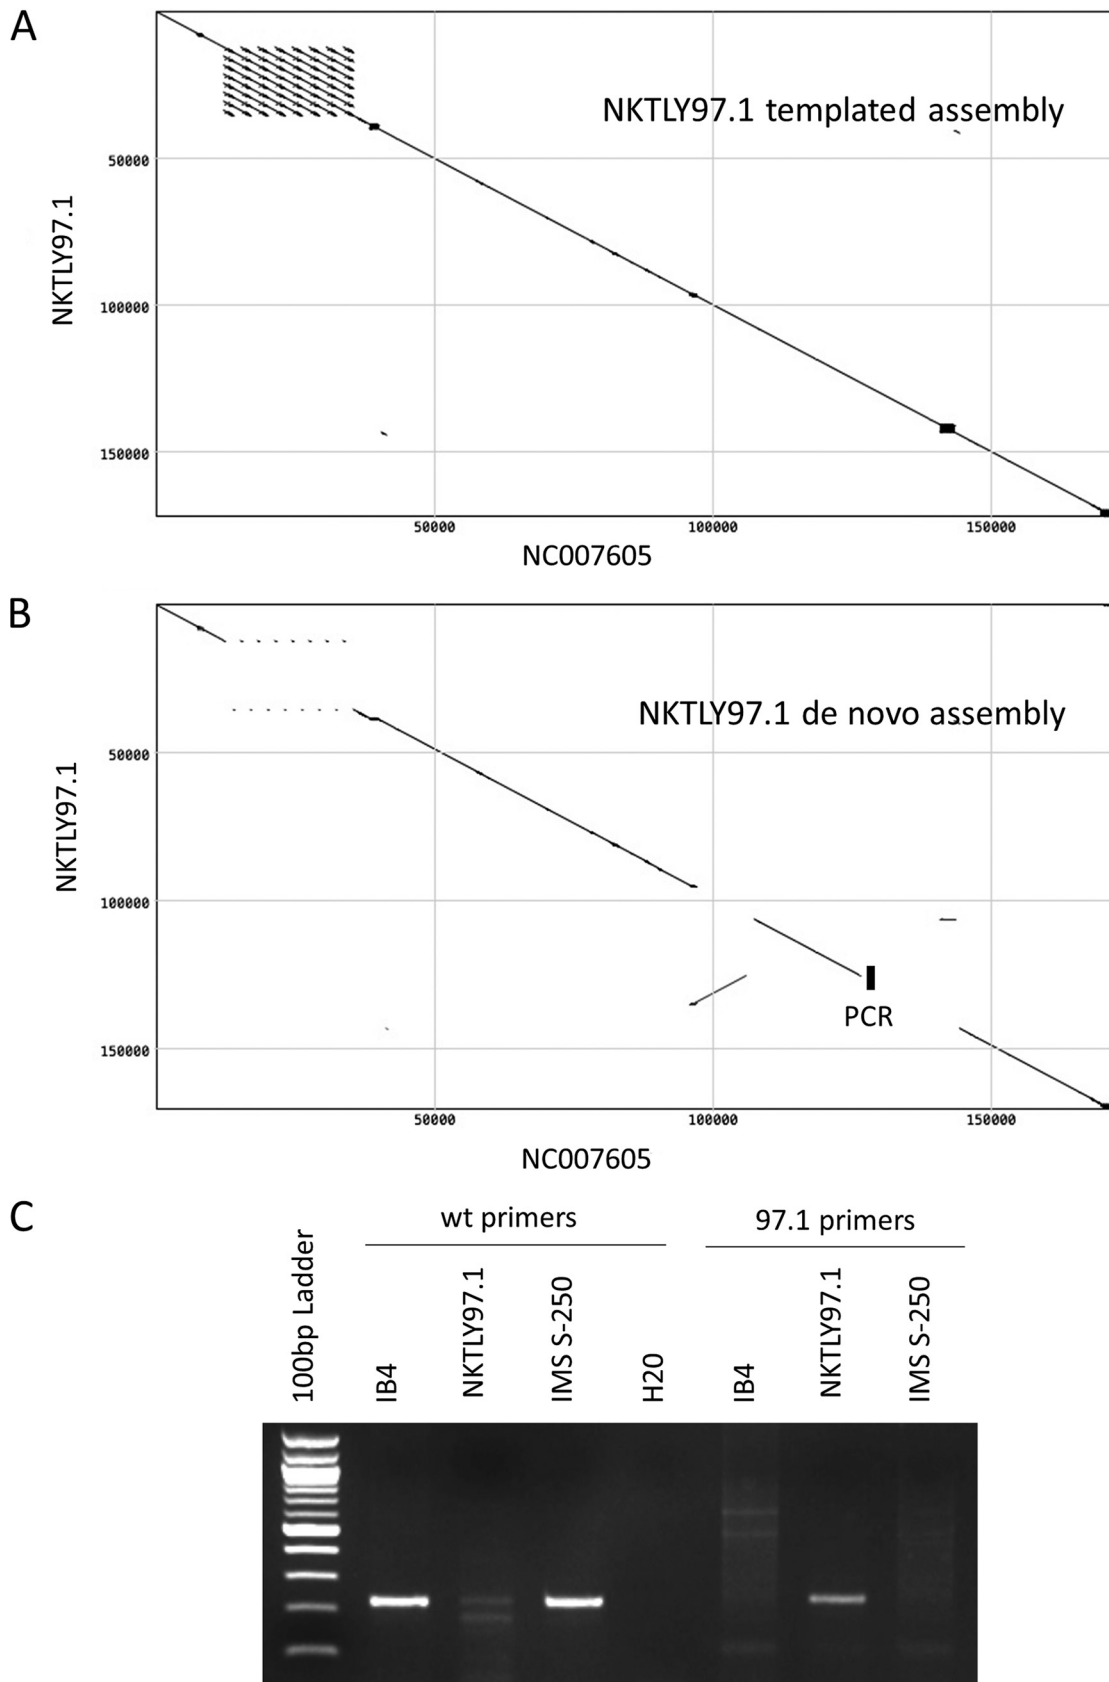 A
NKTLY97.1 templated assembly
NKTLY97.1
50000
100000
150000
50000
100000
150000
NC007605
B
NKTLY97.1 de novo assembly
NKTLY97.1
50000
100000
150000
PCR
50000
100000
150000
NC007605
C
wt primers
97.1 primers
100bp Ladder
IB4
NKTLY97.1
IMS S-250
H20
IB4
NKTLY97.1
IMS S-250